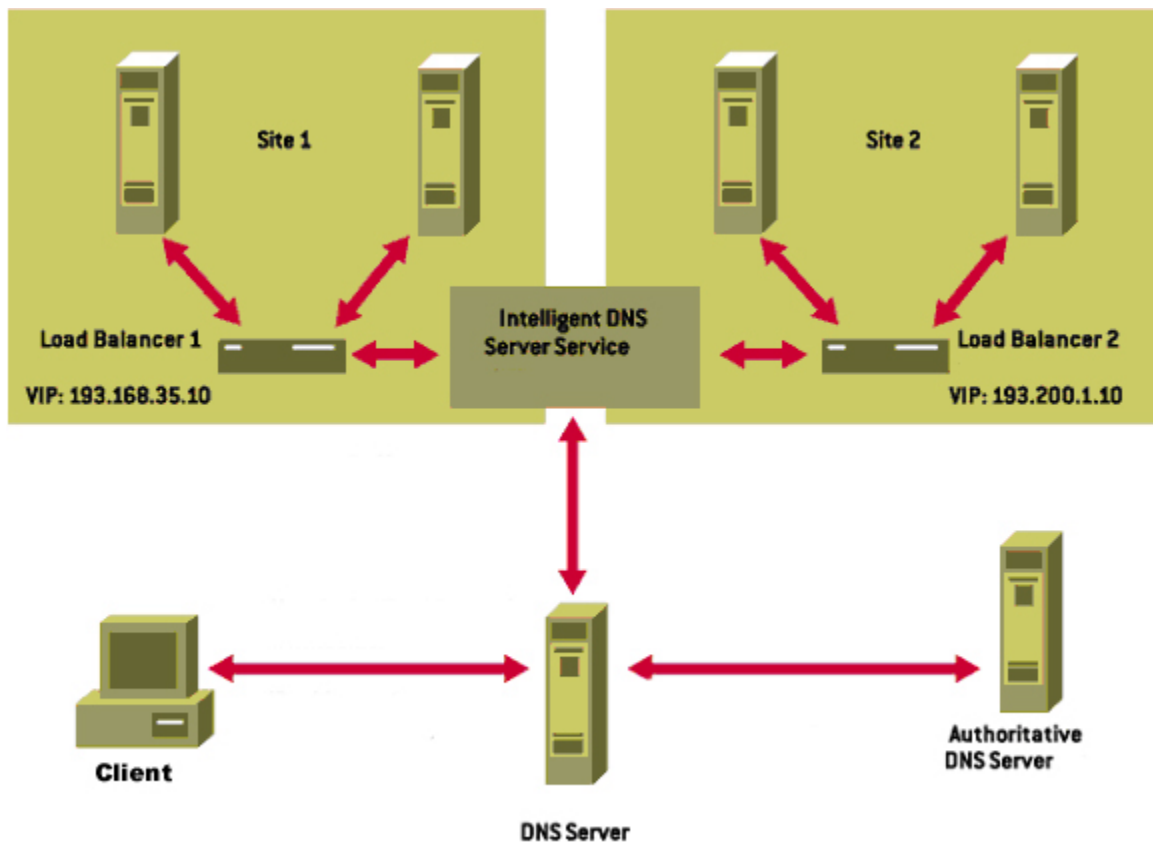 Site 1
Site 2
Intelligent DNS
Server Service
Load Balancer 1
VIP: 193.168.35.10
Load Balancer 2
VIP: 193.200.1.10
Client
DNS Server
Authoritative
DNS Server